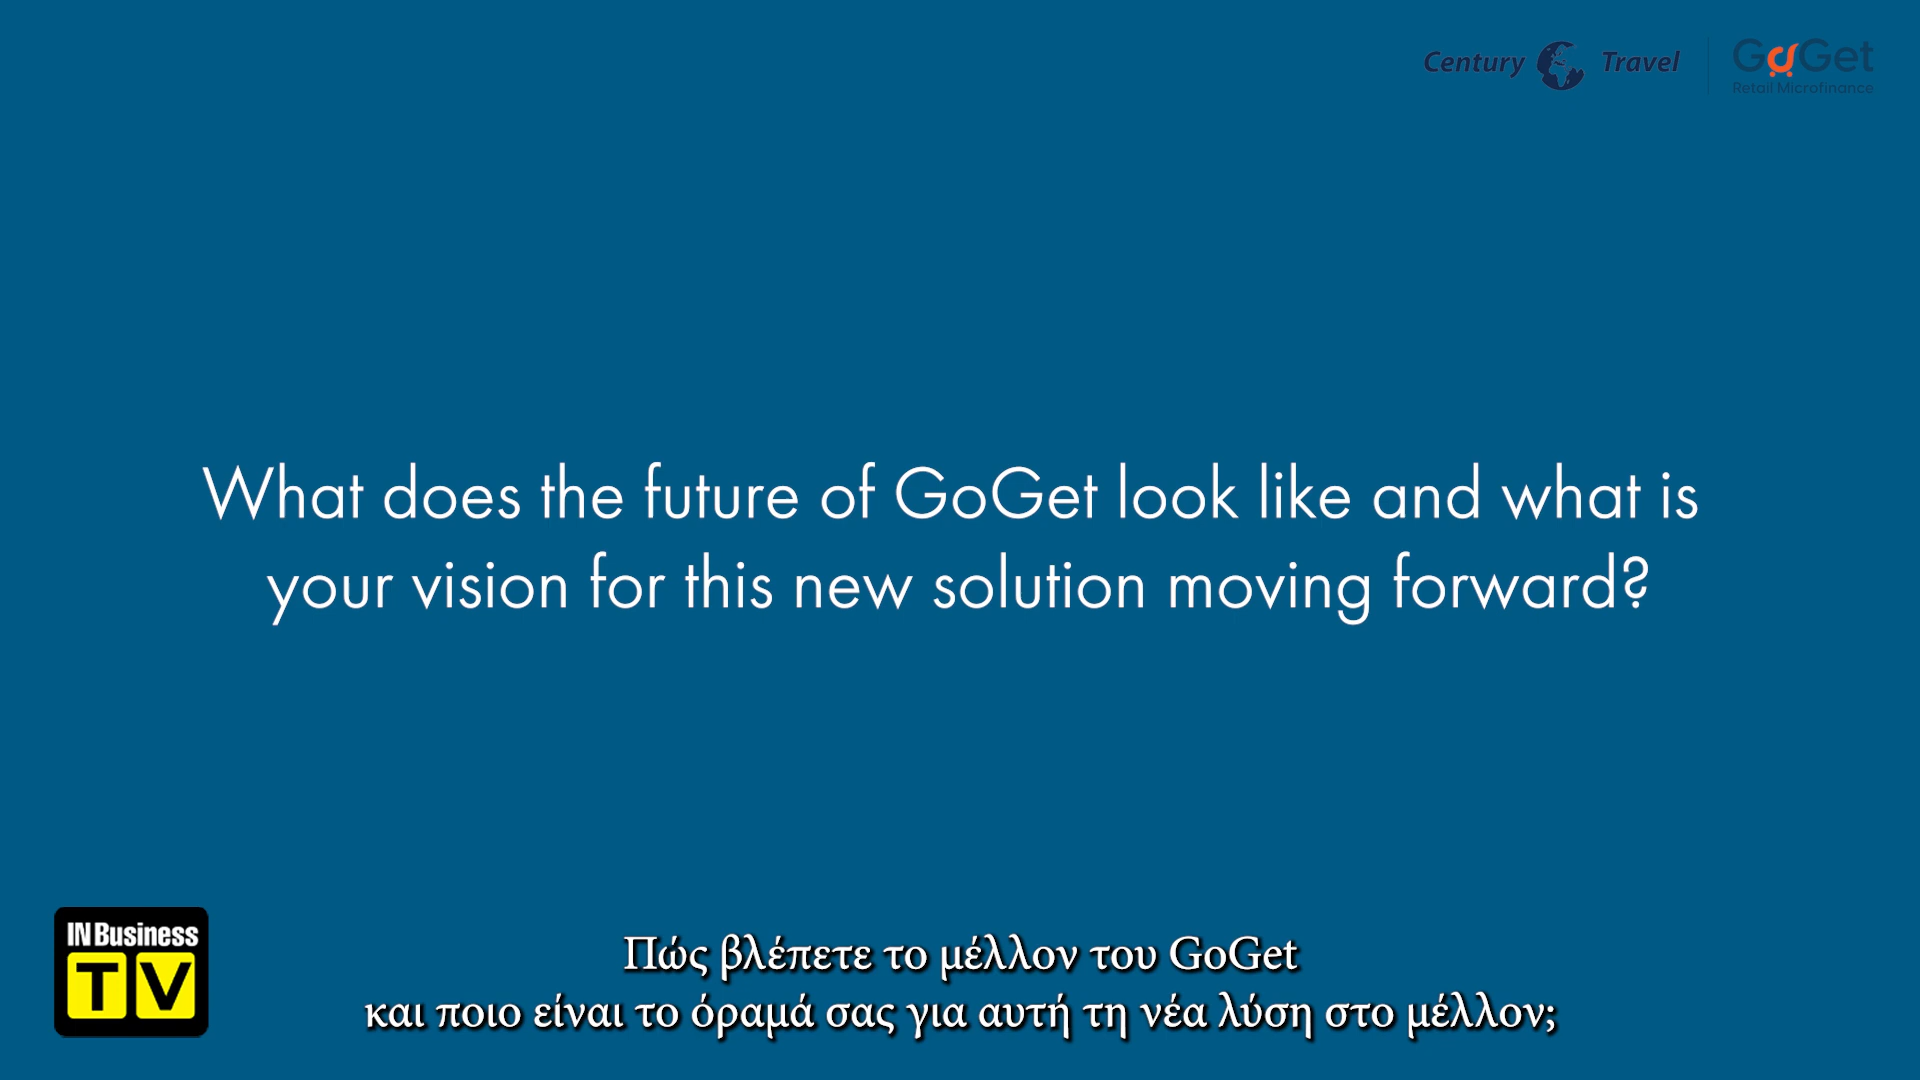 Century Travel
GoGet
Retail Microfinance
What does the future of GoGet look like and what is
your vision for this new solution moving forward?
IN Business
TV
Πώς βλέπετε το μέλλον του GoGet
και ποιο είναι το όραμά σας για αυτή τη νέα λύση στο μέλλον;